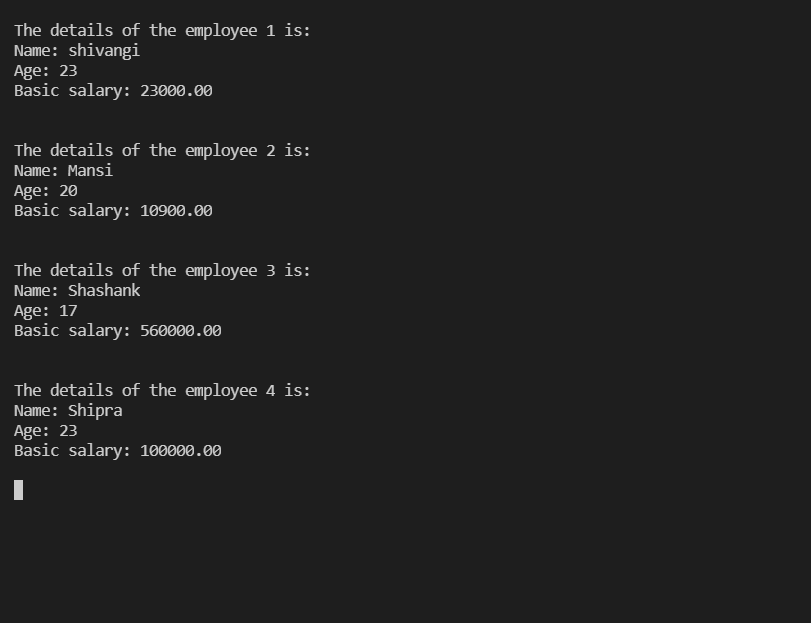 The details of the employee 1 is:
Name: shivangi
Age: 23
Basic salary: 23000.00
The details of the employee 2 is:
Name: Mansi
Age: 20
Basic salary: 10900.00
The details of the employee 3 is:
Name: Shashank
Age: 17
Basic salary: 560000.00
The details of the employee 4 is:
Name: Shipra
Age: 23
Basic salary: 100000.00